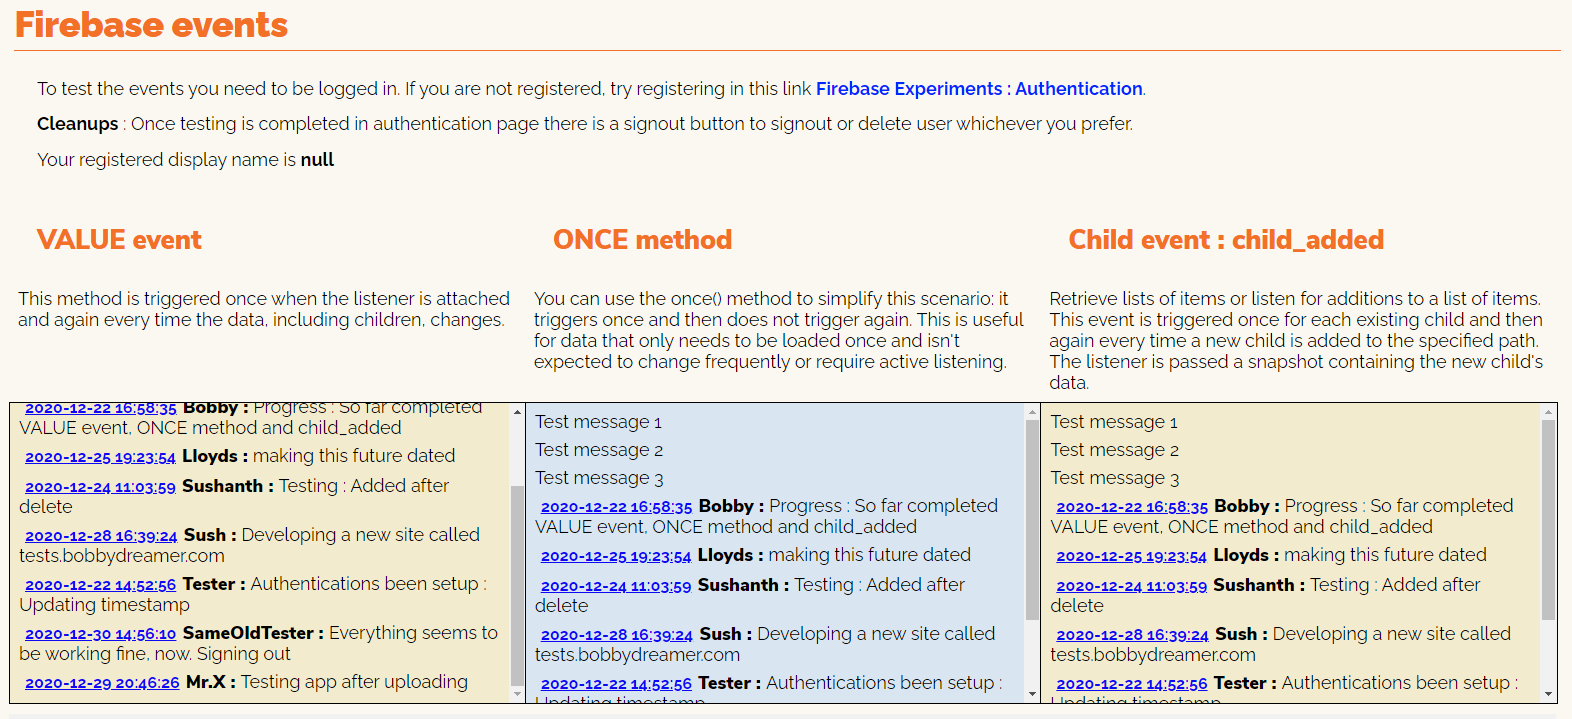 Firebase events
To test the events you need to be logged in. If you are not registered, try registering in this link Firebase Experiments : Authentication.
Cleanups : Once testing is completed in authentication page there is a signout button to signout or delete user whichever you prefer.
Your registered display name is null
VALUE event
This method is triggered once when the listener is attached
and again every time the data, including children, changes.
2020-12-22 16:58:35 Bobby : Progress : So far completed
VALUE event, ONCE method and child_added
2020-12-25 19:23:54 Lloyds : making this future dated
2020-12-24 11:03:59 Sushanth : Testing : Added after
delete
2020-12-28 16:39:24 Sush : Developing a new site called
tests.bobbydreamer.com
2020-12-22 14:52:56 Tester : Authentications been setup :
Updating timestamp
2020-12-30 14:56:10 SameOldTester : Everything seems to
be working fine, now. Signing out
2020-12-29 20:46:26 Mr.X : Testing app after uploading
ONCE method
You can use the once() method to simplify this scenario: it
triggers once and then does not trigger again. This is useful
for data that only needs to be loaded once and isn't
expected to change frequently or require active listening.
Test message 1
Test message 2
Test message 3
2020-12-22 16:58:35 Bobby : Progress : So far completed
VALUE event, ONCE method and child_added
2020-12-25 19:23:54 Lloyds : making this future dated
2020-12-24 11:03:59 Sushanth : Testing : Added after
delete
2020-12-28 16:39:24 Sush : Developing a new site called
tests.bobbydreamer.com
2020-12-22 14:52:56 Tester : Authentications been setup :
Updating timestamp
Child event : child_added
Retrieve lists of items or listen for additions to a list of items.
This event is triggered once for each existing child and then
again every time a new child is added to the specified path.
The listener is passed a snapshot containing the new child's
data.
Test message 1
Test message 2
Test message 3
2020-12-22 16:58:35 Bobby : Progress : So far completed
VALUE event, ONCE method and child_added
2020-12-25 19:23:54 Lloyds : making this future dated
2020-12-24 11:03:59 Sushanth : Testing : Added after
delete
2020-12-28 16:39:24 Sush : Developing a new site called
tests.bobbydreamer.com
2020-12-22 14:52:56 Tester : Authentications been setup :
Updating timestamp